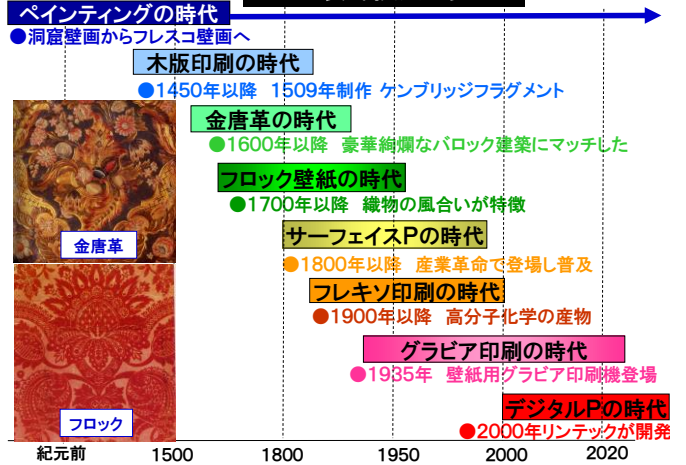 ペインティングの時代
●洞窟壁画からフレスコ壁画へ
木版印刷の時代
●1450年以降 1509年制作 ケンブリッジフラグメント
金唐革の時代
●1600年以降 豪華絢爛なバロック建築にマッチした
フロック壁紙の時代
●1700年以降 織物の風合いが特徴
金唐革
サーフェイスPの時代
●1800年以降 産業革命で登場し普及
フレキソ印刷の時代
●1900年以降 高分子化学の産物
グラビア印刷の時代
●1935年 壁紙用グラビア印刷機登場
フロック
デジタルPの時代
●2000年リンテックが開発
紀元前 1500 1800 1950 2000 2020